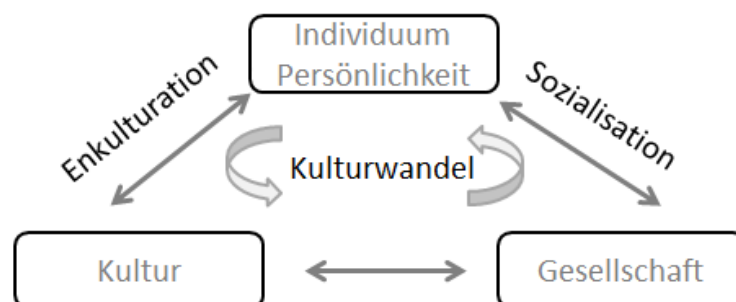 Individuum
Persönlichkeit
Enkulturation
Sozialisation
Kulturwandel
Kultur
Gesellschaft